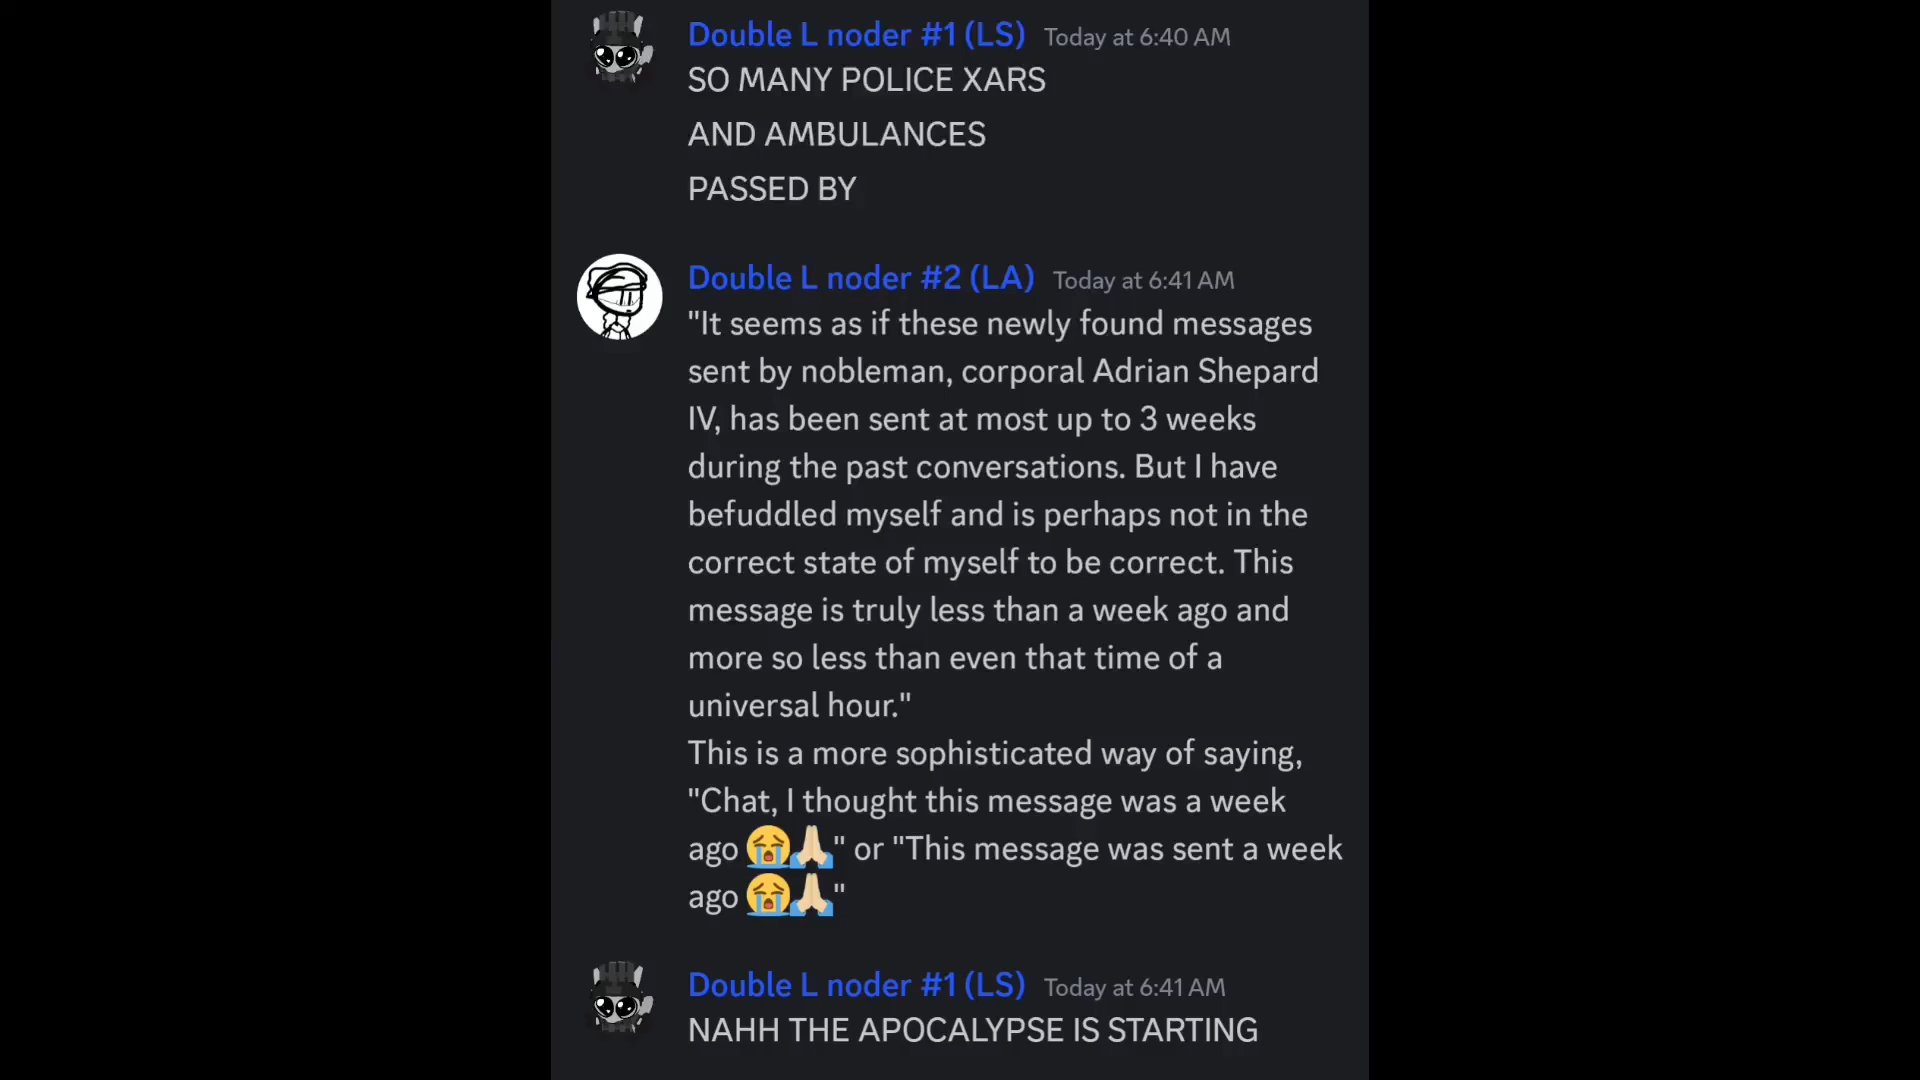 Double L noder #1 (LS) Today at 6:40 AM
SO MANY POLICE XARS
AND AMBULANCES
PASSED BY
Double L noder #2 (LA) Today at 6:41 AM
"It seems as if these newly found messages
sent by nobleman, corporal Adrian Shepard
IV, has been sent at most up to 3 weeks
during the past conversations. But I have
befuddled myself and is perhaps not in the
correct state of myself to be correct. This
message is truly less than a week ago and
more so less than even that time of a
universal hour."
This is a more sophisticated way of saying,
"Chat, I thought this message was a week
ago 😭🙏🏻" or "This message was sent a week
ago 😭🙏🏻"
Double L noder #1 (LS) Today at 6:41 AM
NAHH THE APOCALYPSE IS STARTING